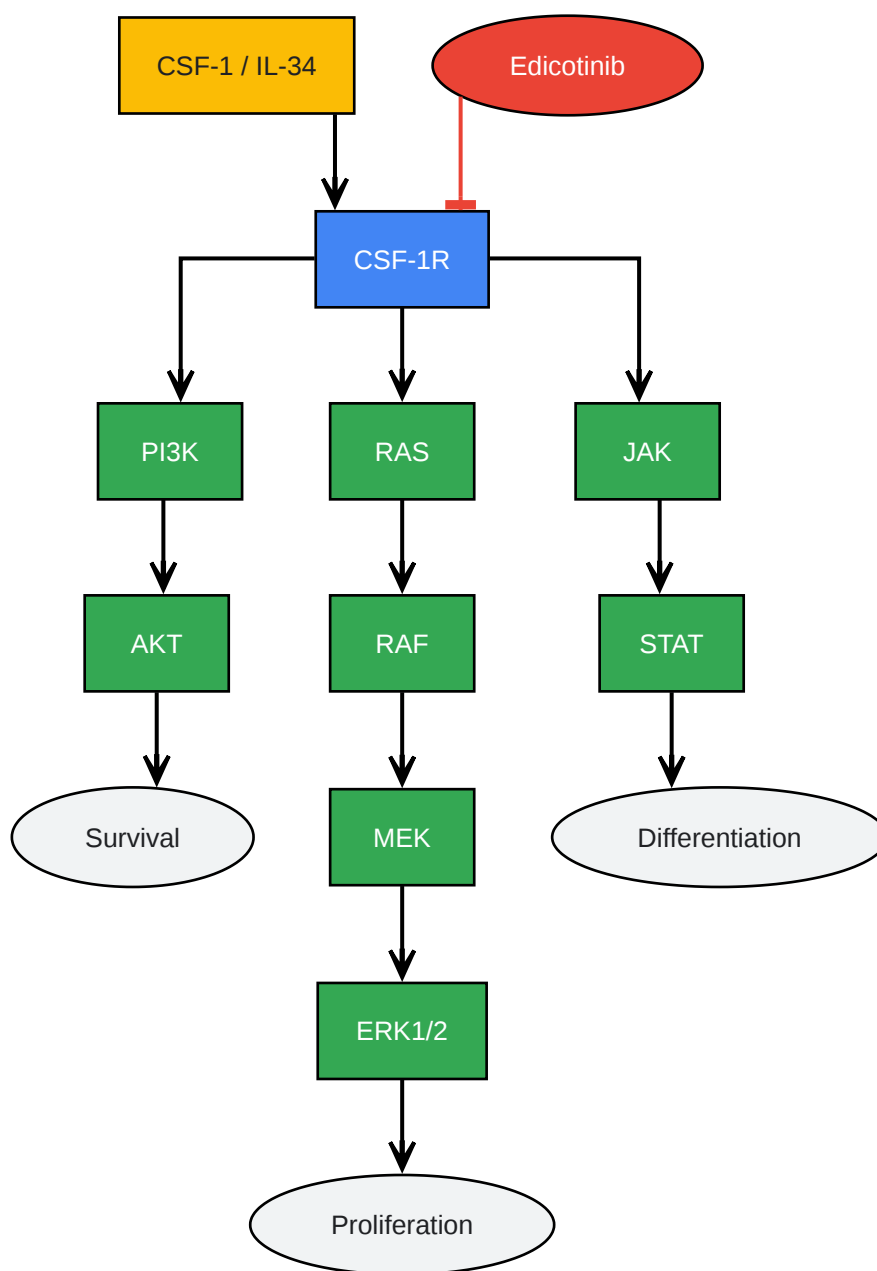 CSF-1 / IL-34
Edicotinib
CSF-1R
PI3K
RAS
JAK
AKT
RAF
STAT
Survival
MEK
Differentiation
ERK1/2
Proliferation